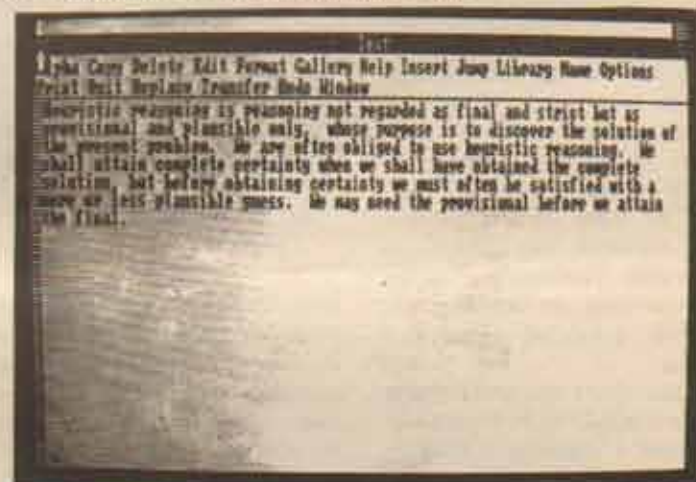 Text
Alpha Copy Delete Edit Format Gallery Help Insert Jump Library Name Options
Print Quit Replace Transfer Undo Window
Heuristic reasoning is reasoning not regarded as final and strict but as
provisional and plausible only, whose purpose is to discover the solution of
the present problem. We are often obliged to use heuristic reasoning. We
shall attain complete certainty when we shall have obtained the complete
solution, but before obtaining certainty we must often be satisfied with a
more or less plausible guess. We may need the provisional before we attain
the final.